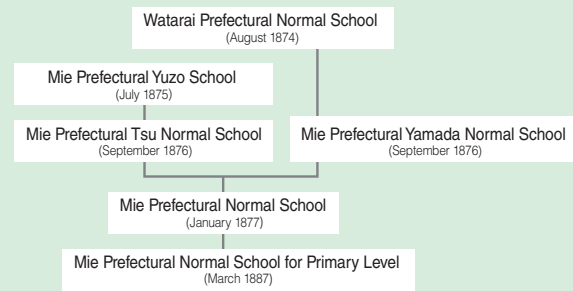 Watarai Prefectural Normal School
(August 1874)
Mie Prefectural Yuzo School
(July 1875)
Mie Prefectural Tsu Normal School
(September 1876)
Mie Prefectural Yamada Normal School
(September 1876)
Mie Prefectural Normal School
(January 1877)
Mie Prefectural Normal School for Primary Level
(March 1887)